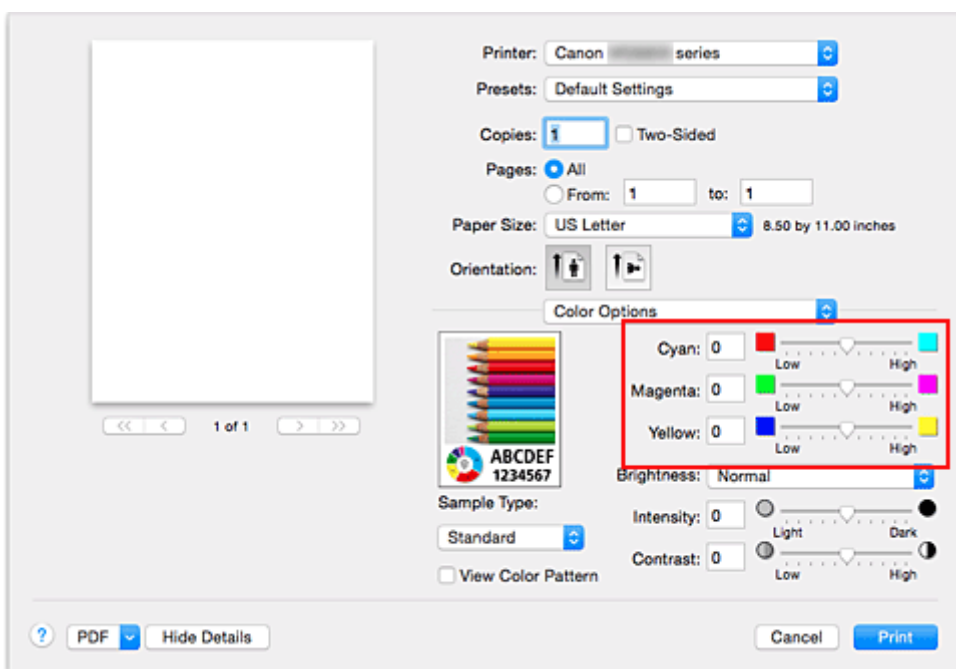 Printer: Canon series
Presets: Default Settings
Copies: 1 Two-Sided
Pages: All
From: 1 to: 1
Paper Size: US Letter 8.50 by 11.00 inches
Orientation:
Color Options
Cyan: 0
Low High
Magenta: 0
Low High
Yellow: 0
Low High
Brightness: Normal
Intensity: 0
Light Dark
Contrast: 0
Low High
ABCDEF
1234567
Sample Type:
Standard
View Color Pattern
<< < 1 of 1 > >>
? PDF Hide Details Cancel Print